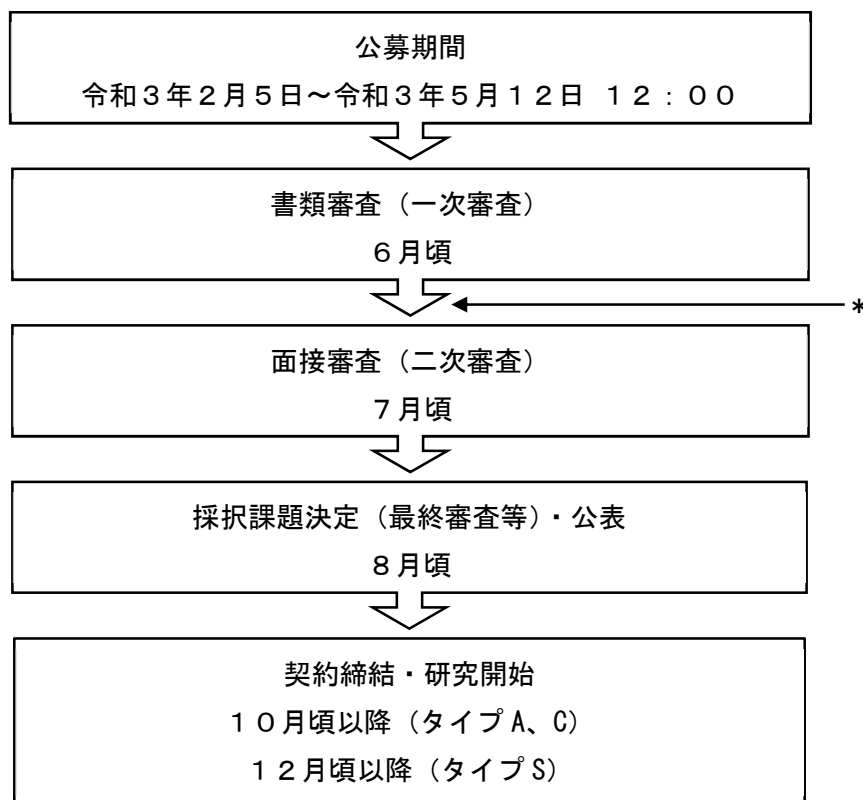 公募期間
令和３年２月５日～令和３年５月１２日 １２：００
書類審査（一次審査）
６月頃
*
面接審査（二次審査）
７月頃
採択課題決定（最終審査等）・公表
８月頃
契約締結・研究開始
１０月頃以降（タイプA、C）
１２月頃以降（タイプS）